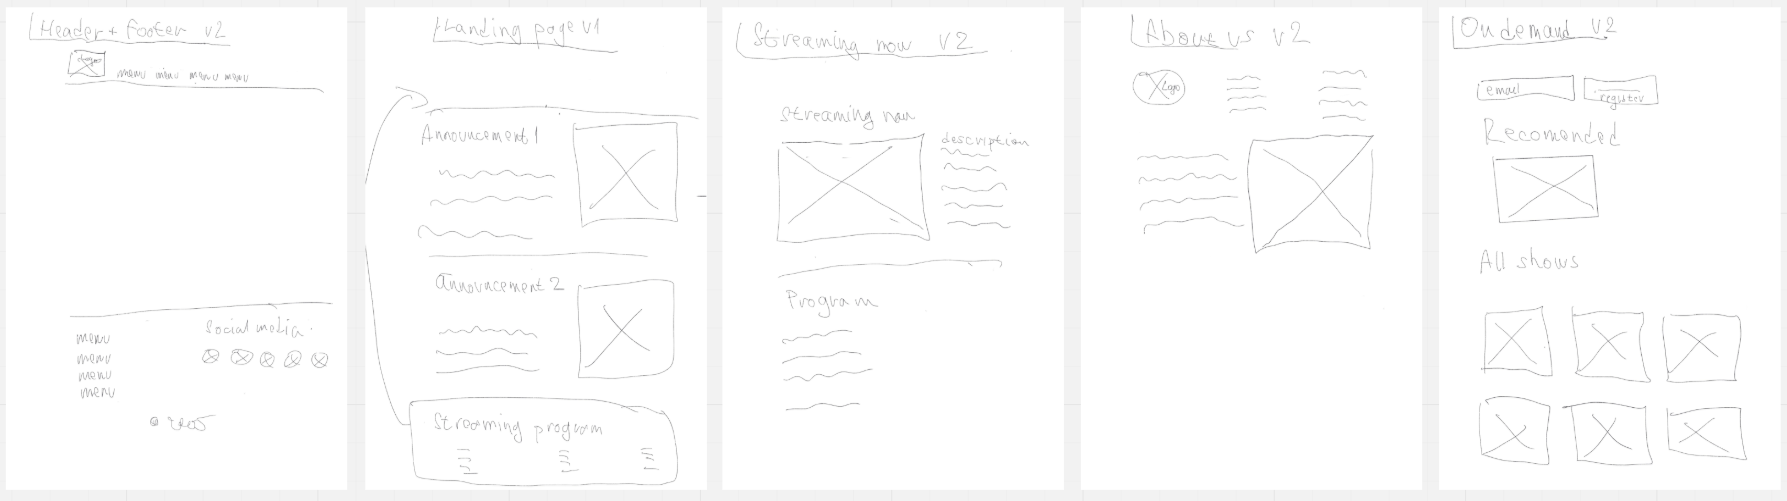 Header + footer v2
Logo
menu menu menu menu
menu
menu
menu
menu
Social media
Landing page v1
Announcement 1
Announcement 2
Streaming program
Streaming now v2
Streaming now
description
Program
About us v2
Logo
On demand v2
email
register
Recomended
All shows